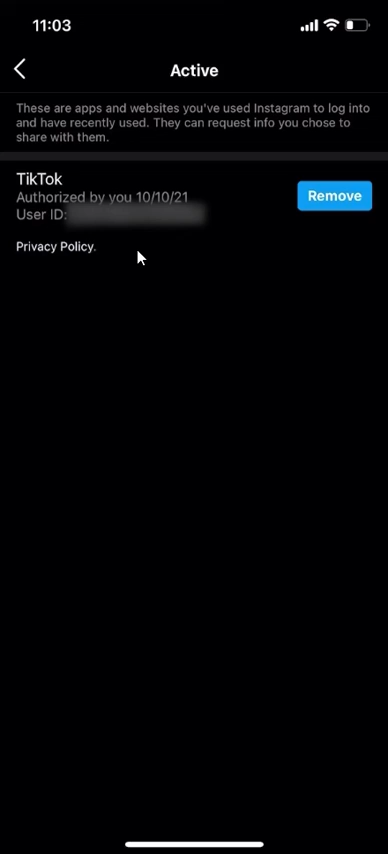 11:03
Active
These are apps and websites you've used Instagram to log into
and have recently used. They can request info you chose to
share with them.
TikTok
Authorized by you 10/10/21
Remove
User ID:
Privacy Policy.